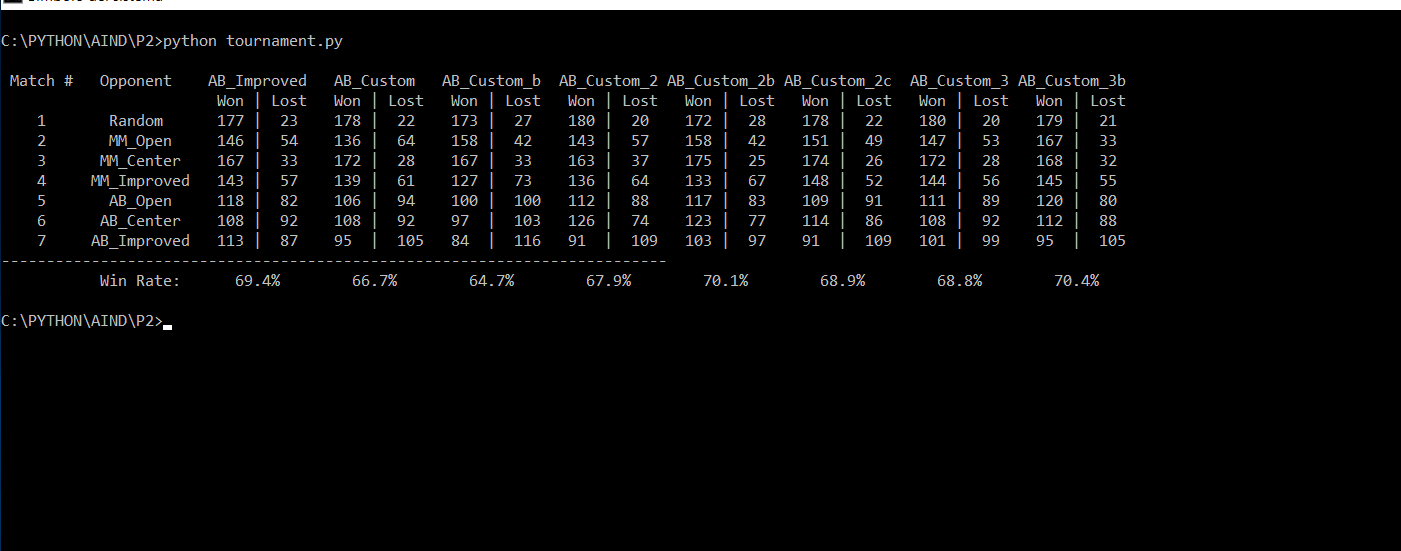 C:\PYTHON\AIND\P2>python tournament.py
Match # Opponent AB_Improved AB_Custom AB_Custom_b AB_Custom_2 AB_Custom_2b AB_Custom_2c AB_Custom_3 AB_Custom_3b
Won | Lost Won | Lost Won | Lost Won | Lost Won | Lost Won | Lost Won | Lost Won | Lost
1 Random 177 | 23 178 | 22 173 | 27 180 | 20 172 | 28 178 | 22 180 | 20 179 | 21
2 MM_Open 146 | 54 136 | 64 158 | 42 143 | 57 158 | 42 151 | 49 147 | 53 167 | 33
3 MM_Center 167 | 33 172 | 28 167 | 33 163 | 37 175 | 25 174 | 26 172 | 28 168 | 32
4 MM_Improved 143 | 57 139 | 61 127 | 73 136 | 64 133 | 67 148 | 52 144 | 56 145 | 55
5 AB_Open 118 | 82 106 | 94 100 | 100 112 | 88 117 | 83 109 | 91 111 | 89 120 | 80
6 AB_Center 108 | 92 108 | 92 97 | 103 126 | 74 123 | 77 114 | 86 108 | 92 112 | 88
7 AB_Improved 113 | 87 95 | 105 84 | 116 91 | 109 103 | 97 91 | 109 101 | 99 95 | 105
--------------------------------------------------------------------------
Win Rate: 69.4% 66.7% 64.7% 67.9% 70.1% 68.9% 68.8% 70.4%
C:\PYTHON\AIND\P2>